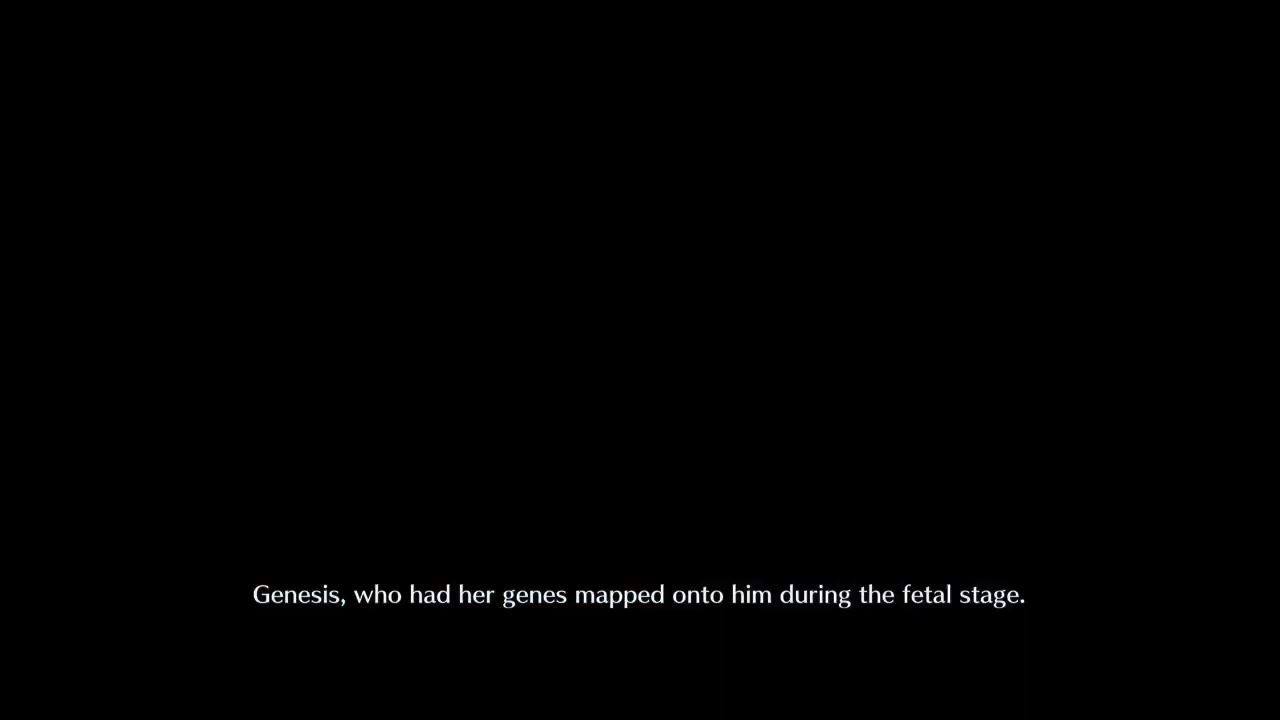 Genesis, who had her genes mapped onto him during the fetal stage.